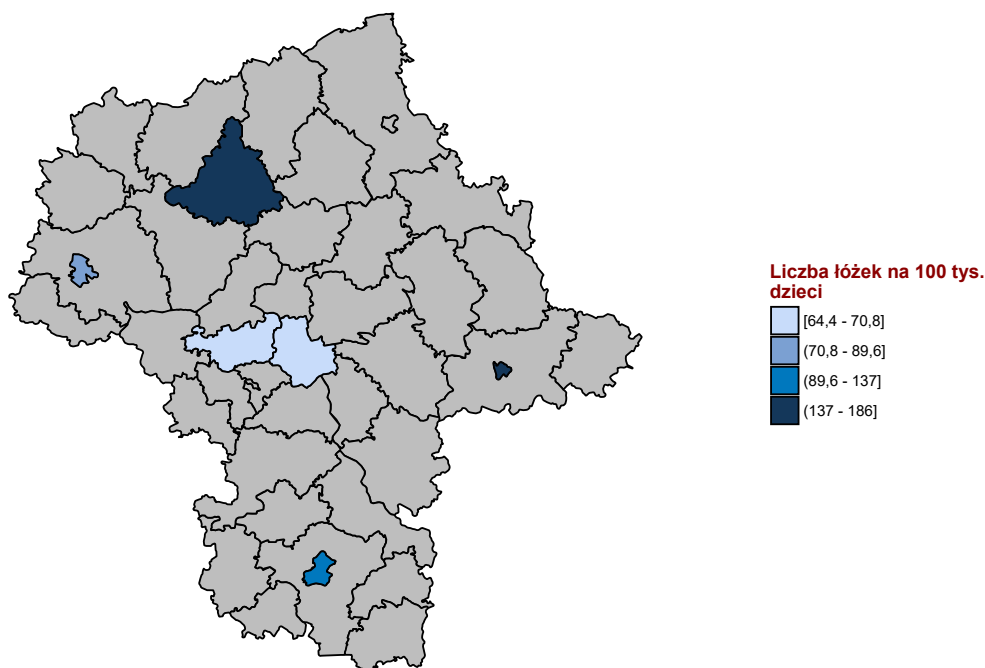 Liczba łóżek na 100 tys.
dzieci
[64,4 - 70,8]
(70,8 - 89,6]
(89,6 - 137]
(137 - 186]